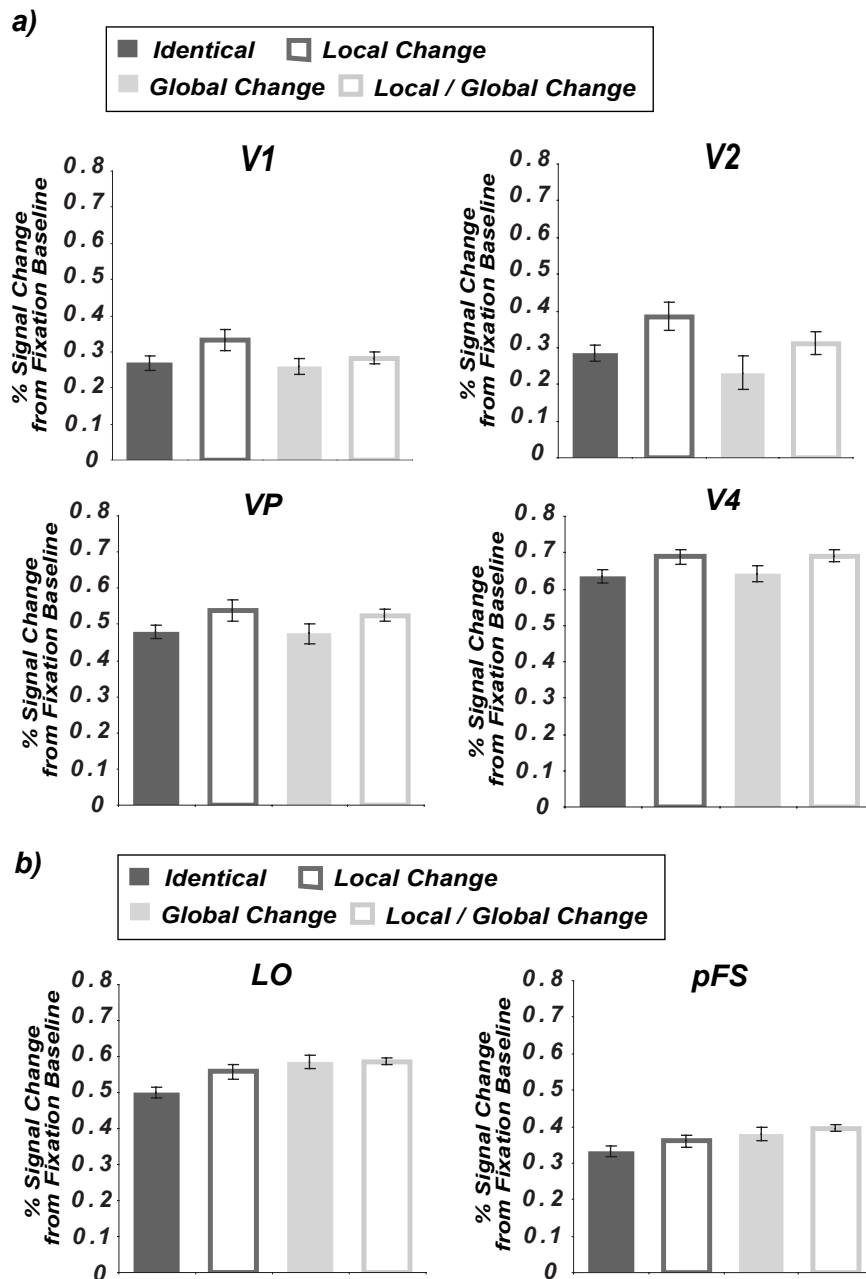 a)
Identical Local Change
Global Change Local / Global Change
V1
% Signal Change
from Fixation Baseline
0.8
0.7
0.6
0.5
0.4
0.3
0.2
0.1
0
V2
% Signal Change
from Fixation Baseline
0.8
0.7
0.6
0.5
0.4
0.3
0.2
0.1
0
VP
% Signal Change
from Fixation Baseline
0.8
0.7
0.6
0.5
0.4
0.3
0.2
0.1
0
V4
% Signal Change
from Fixation Baseline
0.8
0.7
0.6
0.5
0.4
0.3
0.2
0.1
0
b)
Identical Local Change
Global Change Local / Global Change
LO
% Signal Change
from Fixation Baseline
0.8
0.7
0.6
0.5
0.4
0.3
0.2
0.1
0
pFS
% Signal Change
from Fixation Baseline
0.8
0.7
0.6
0.5
0.4
0.3
0.2
0.1
0